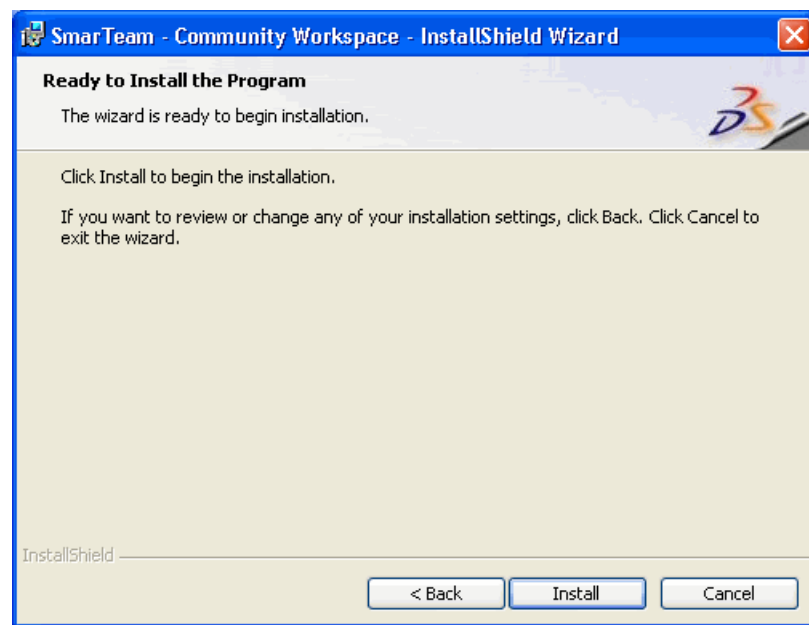 SmarTeam - Community Workspace - InstallShield Wizard
Ready to Install the Program
The wizard is ready to begin installation.
Click Install to begin the installation.
If you want to review or change any of your installation settings, click Back. Click Cancel to
exit the wizard.
InstallShield
< Back Install Cancel